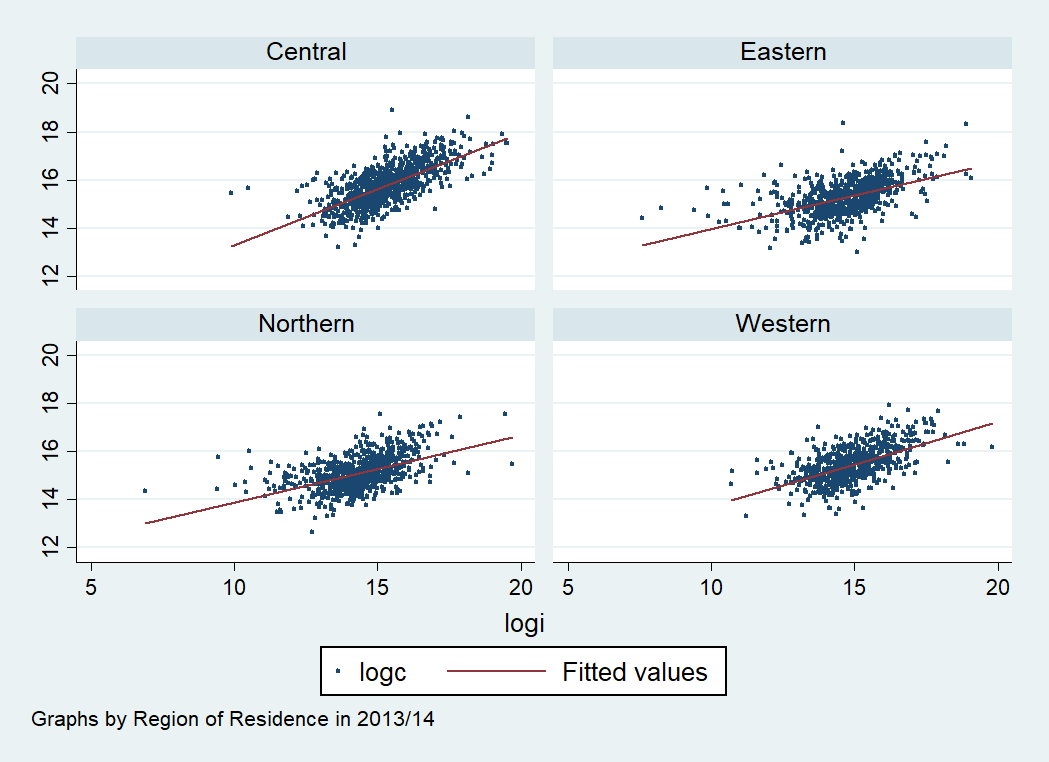 Central
Eastern
20
18
16
14
12
Northern
Western
20
18
16
14
12
5
10
15
20
5
10
15
20
logi
logc
Fitted values
Graphs by Region of Residence in 2013/14